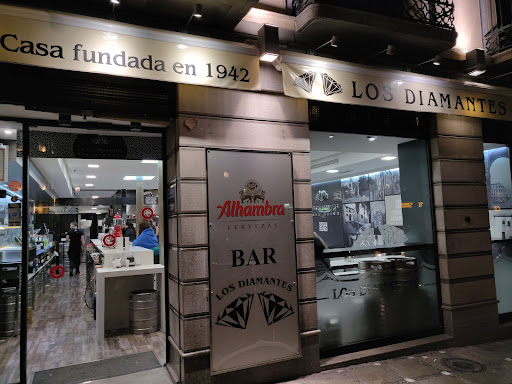 Casa fundada en 1942
LOS DIAMANTES
Alhambra
CERVEZAS
BAR
LOS DIAMANTES